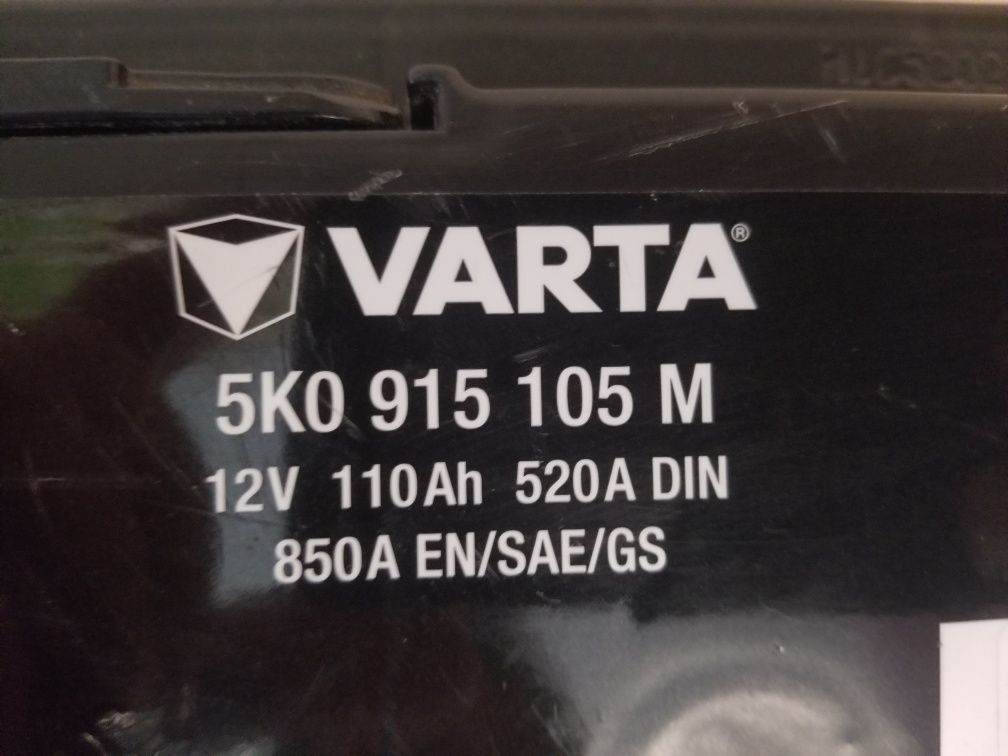 VARTA®
5K0 915 105 M
12V 110Ah 520A DIN
850A EN/SAE/GS